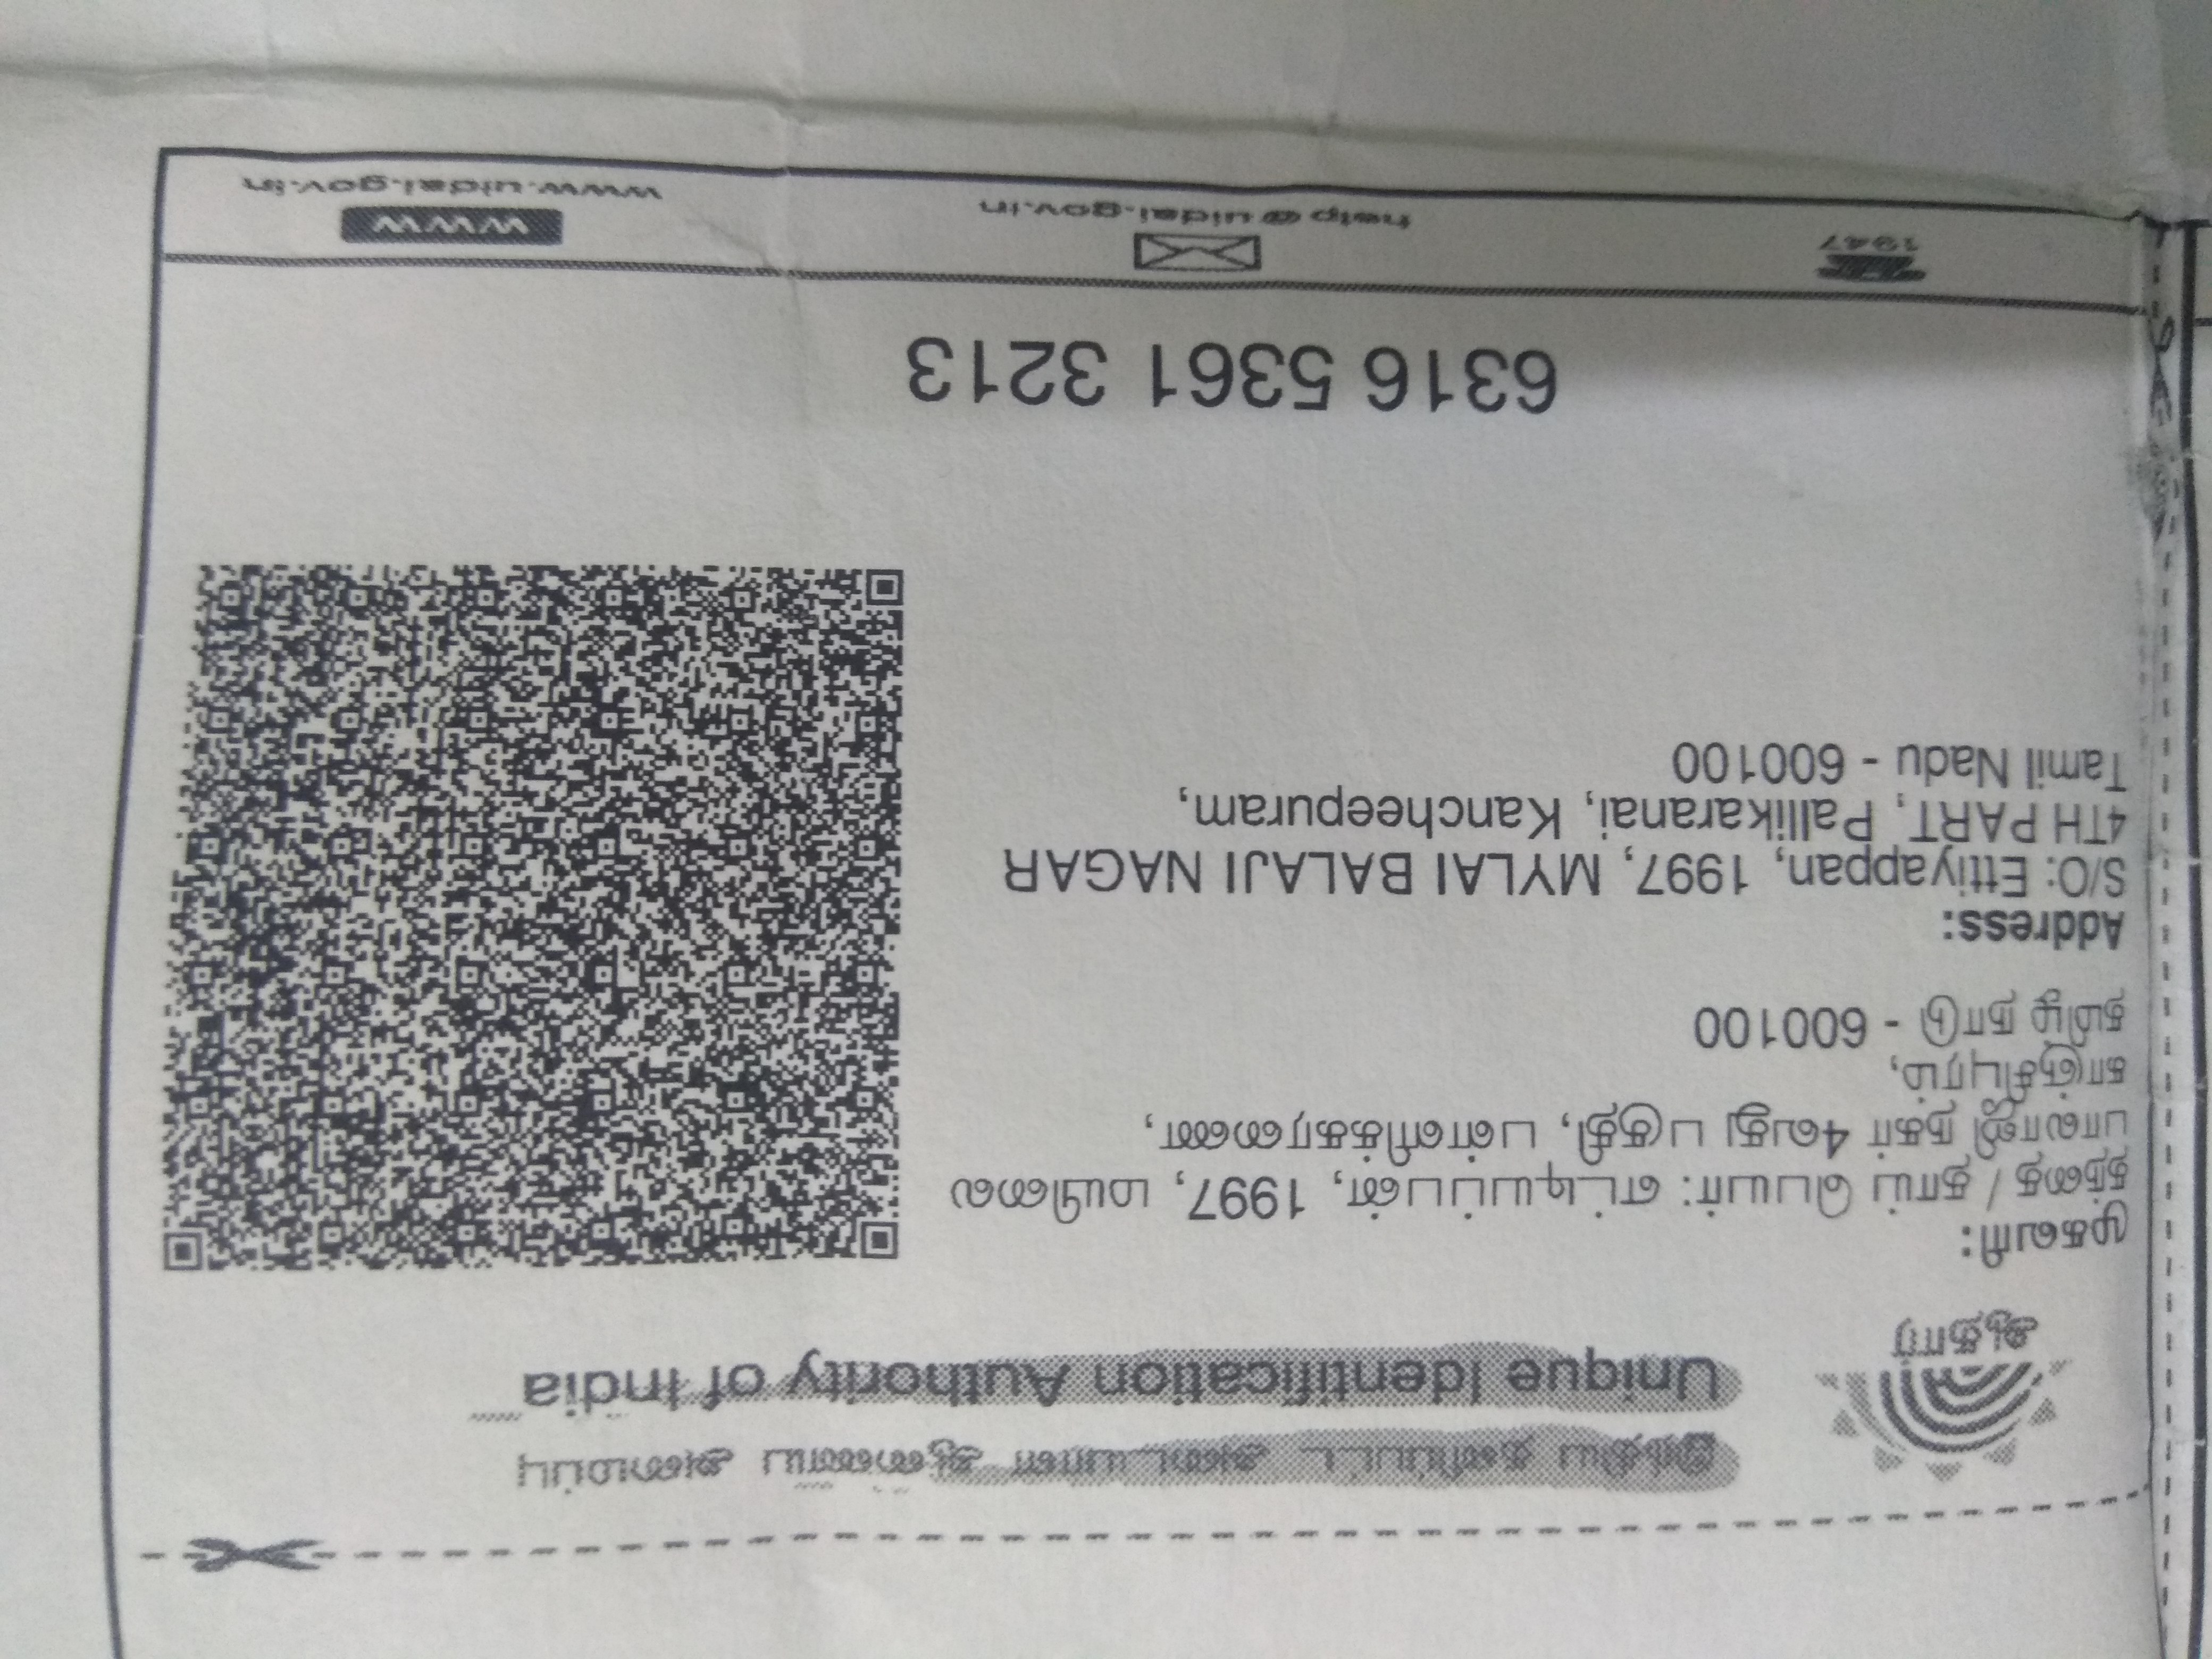 இந்திய தனிப்பட்ட அடையாள ஆணைய அமைப்பு
Unique Identification Authority of India
ஆதார்
முகவரி:
தந்தை / தாய் பெயர்: எட்டியப்பன், 1997, மயிலை
பாலாஜி நகர் 4வது பகுதி, பள்ளிக்கரணை,
காஞ்சிபுரம்,
தமிழ் நாடு - 600100
Address:
S/O: Ettiyappan, 1997, MYLAI BALAJI NAGAR
4TH PART, Pallikaranai, Kancheepuram,
Tamil Nadu - 600100
6316 5361 3213
1947
help@uidai.gov.in
www
www.uidai.gov.in